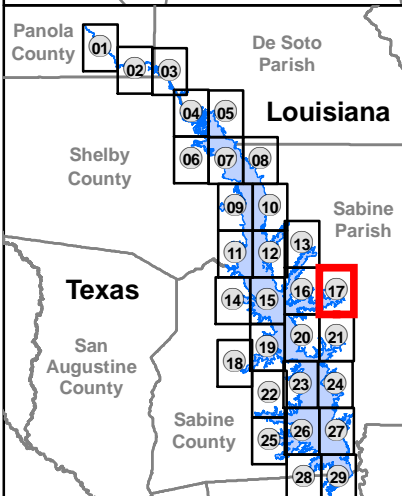 Panola
County
De Soto
Parish
01
02
03
Louisiana
04
05
Shelby
County
06
07
08
Sabine
Parish
09
10
11
12
13
Texas
14
15
16
17
San
Augustine
County
18
19
20
21
Sabine
County
22
23
24
25
26
27
28
29